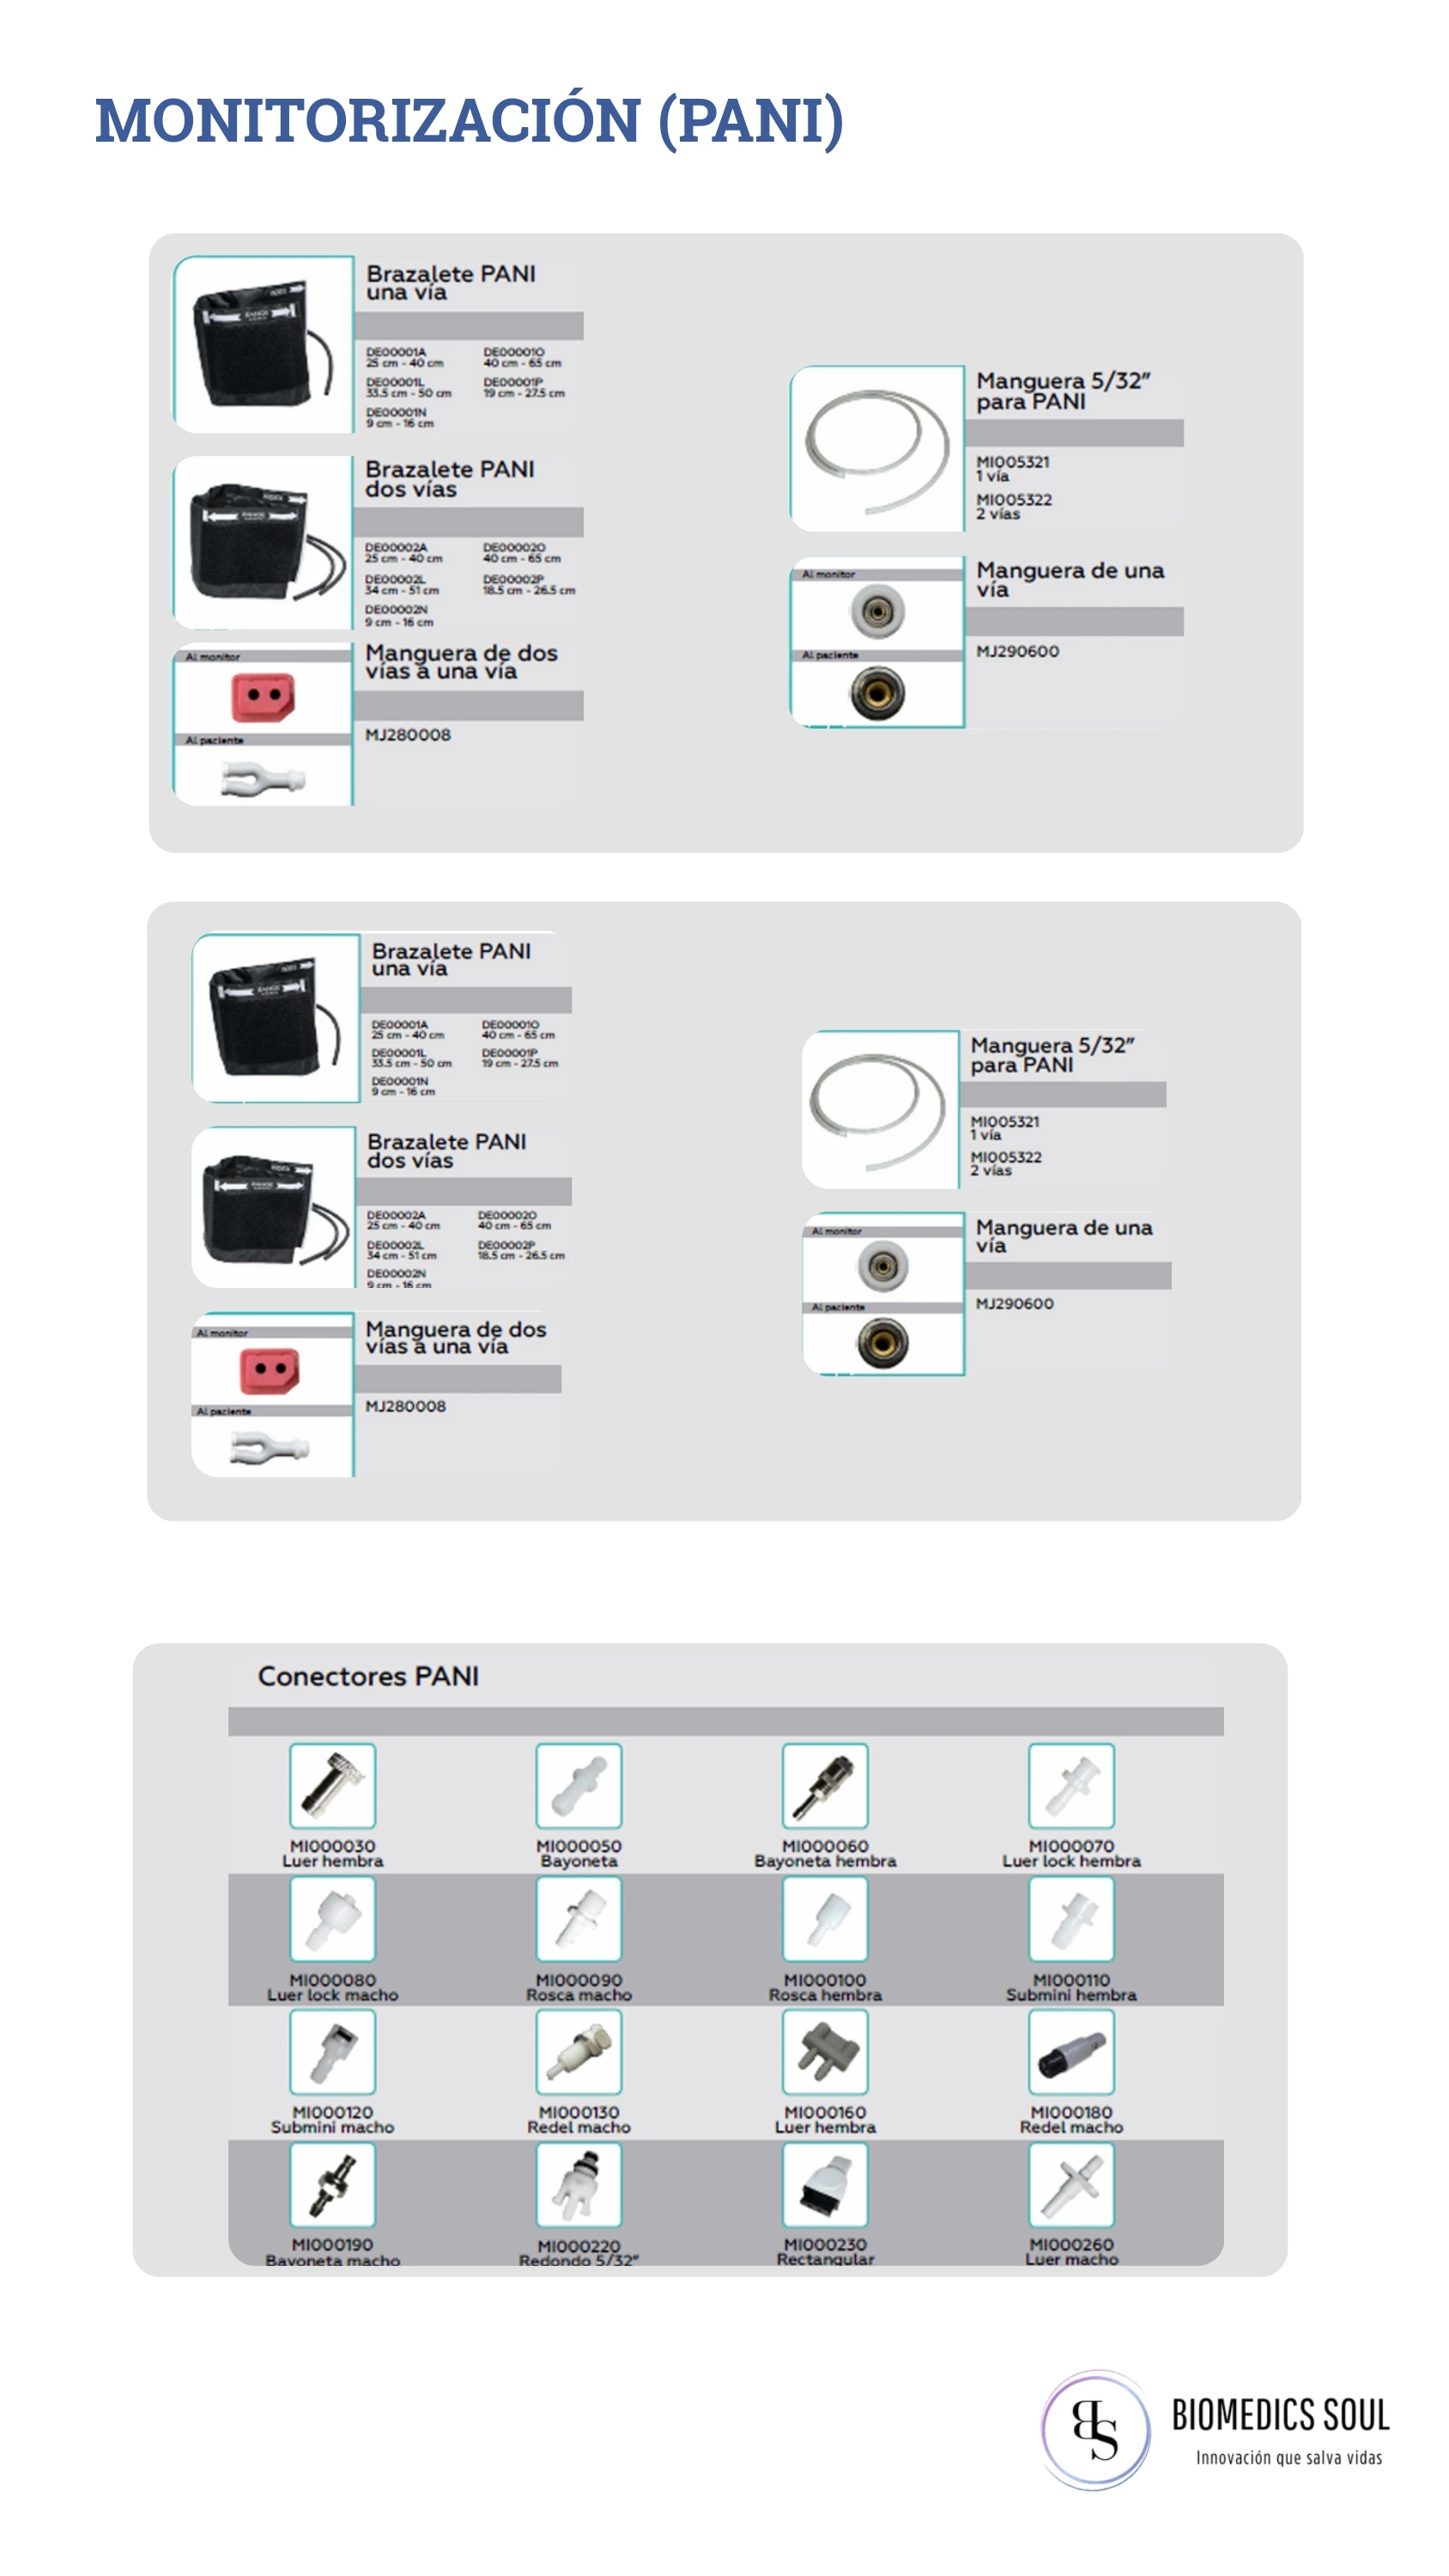 MONITORIZACIÓN (PANI)
Brazalete PANI
una vía
DE00001A
25 cm - 40 cm
DE00001O
40 cm - 65 cm
DE00001L
33.5 cm - 50 cm
DE00001P
19 cm - 27.5 cm
DE00001N
9 cm - 16 cm
Brazalete PANI
dos vías
DE00002A
25 cm - 40 cm
DE00002O
40 cm - 65 cm
DE00002L
34 cm - 51 cm
DE00002P
18.5 cm - 26.5 cm
DE00002N
9 cm - 16 cm
Al monitor
Al paciente
Manguera de dos
vías a una vía
MJ280008
Manguera 5/32”
para PANI
MI005321
1 vía
MI005322
2 vías
Al monitor
Al paciente
Manguera de una
vía
MJ290600
Brazalete PANI
una vía
DE00001A
25 cm - 40 cm
DE00001O
40 cm - 65 cm
DE00001L
33.5 cm - 50 cm
DE00001P
19 cm - 27.5 cm
DE00001N
9 cm - 16 cm
Brazalete PANI
dos vías
DE00002A
25 cm - 40 cm
DE00002O
40 cm - 65 cm
DE00002L
34 cm - 51 cm
DE00002P
18.5 cm - 26.5 cm
DE00002N
9 cm - 16 cm
Al monitor
Al paciente
Manguera de dos
vías a una vía
MJ280008
Manguera 5/32”
para PANI
MI005321
1 vía
MI005322
2 vías
Al monitor
Al paciente
Manguera de una
vía
MJ290600
Conectores PANI
MI000030
Luer hembra
MI000050
Bayoneta
MI000060
Bayoneta hembra
MI000070
Luer lock hembra
MI000080
Luer lock macho
MI000090
Rosca macho
MI000100
Rosca hembra
MI000110
Submini hembra
MI000120
Submini macho
MI000130
Redel macho
MI000160
Luer hembra
MI000180
Redel macho
MI000190
Bayoneta macho
MI000220
Redondo 5/32”
MI000230
Rectangular
MI000260
Luer macho
BS
BIOMEDICS SOUL
Innovación que salva vidas